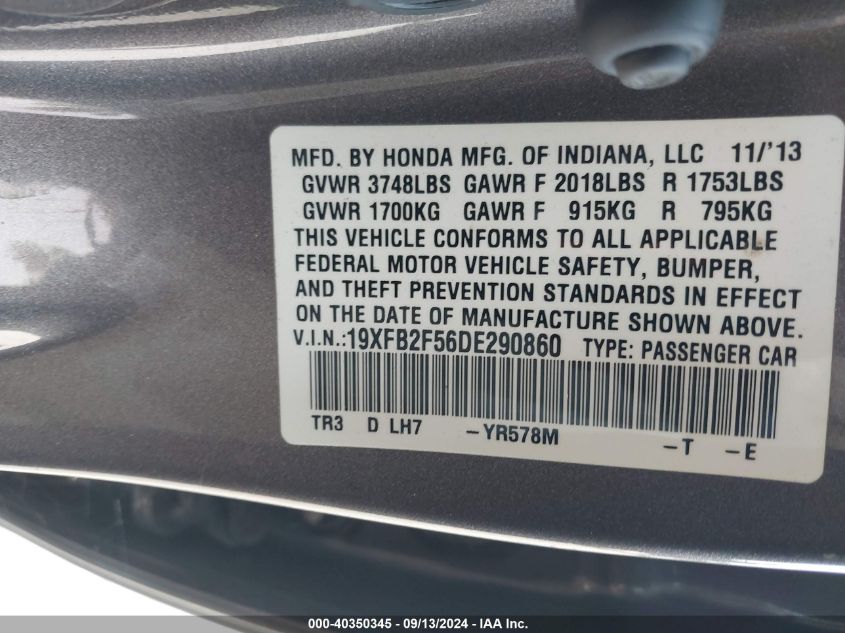 MFD. BY HONDA MFG. OF INDIANA, LLC 11/'13
GVWR 3748LBS GAWR F 2018LBS R 1753LBS
GVWR 1700KG GAWR F 915KG R 795KG
THIS VEHICLE CONFORMS TO ALL APPLICABLE
FEDERAL MOTOR VEHICLE SAFETY, BUMPER,
AND THEFT PREVENTION STANDARDS IN EFFECT
ON THE DATE OF MANUFACTURE SHOWN ABOVE.
V.I.N.:19XFB2F56DE290860 TYPE: PASSENGER CAR
TR3 D LH7 -YR578M -T -E
000-40350345 - 09/13/2024 - IAA Inc.